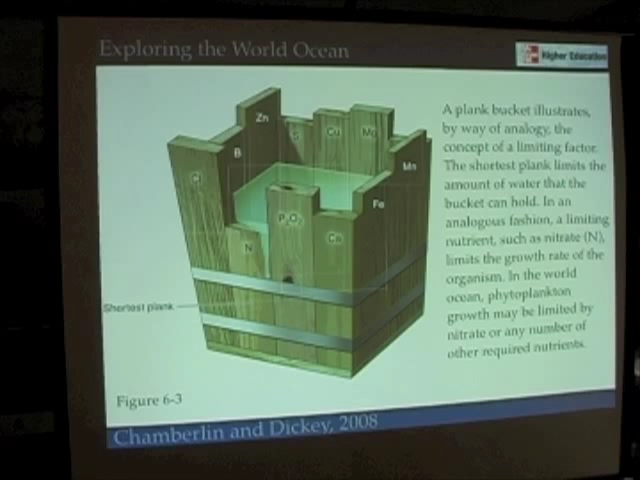 Exploring the World Ocean
Higher Education
A plank bucket illustrates,
by way of analogy, the
concept of a limiting factor.
The shortest plank limits the
amount of water that the
bucket can hold. In an
analogous fashion, a limiting
nutrient, such as nitrate (N),
limits the growth rate of the
organism. In the world
ocean, phytoplankton
growth may be limited by
nitrate or any number of
other required nutrients.
Zn
S
Cu
Mg
B
Mn
Cl
Fe
P₂O₅
N
Ca
Shortest plank
Figure 6-3
Chamberlin and Dickey, 2008